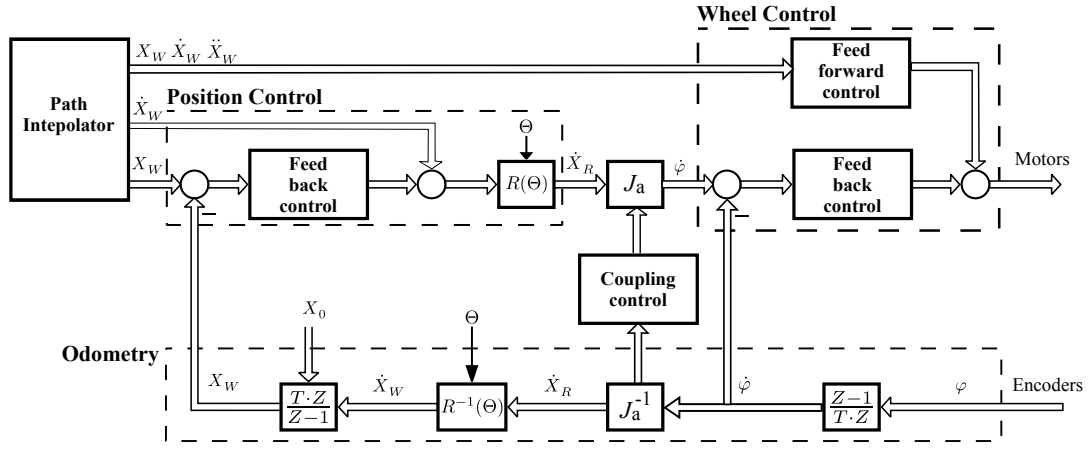 Wheel Control
X_W Ẋ_W Ẍ_W
Feed
forward
control
Path
Intepolator
Ẋ_W
Position Control
Θ
X_W
Feed
back
control
R(Θ)
Ẋ_R
J_a
φ̇
Feed
back
control
Motors
−
−
Coupling
control
X_0
Θ
Odometry
X_W
T·Z
Z−1
Ẋ_W
R⁻¹(Θ)
Ẋ_R
J_a⁻¹
φ̇
Z−1
T·Z
φ
Encoders